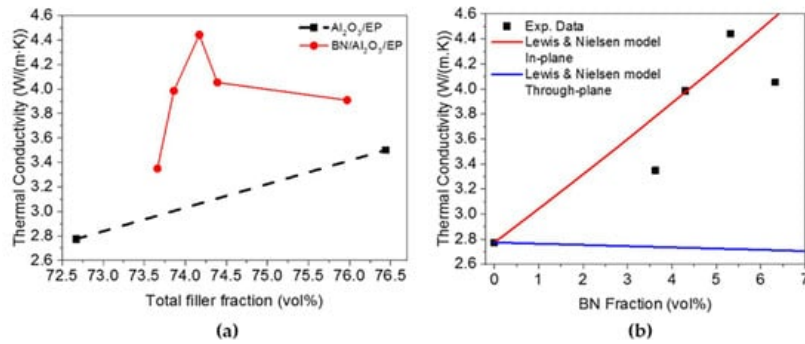 4.6
4.4
4.2
4.0
3.8
3.6
3.4
3.2
3.0
2.8
2.6
Thermal Conductivity (W/(m·K))
Al₂O₃/EP
BN/Al₂O₃/EP
72.5 73.0 73.5 74.0 74.5 75.0 75.5 76.0 76.5
Total filler fraction (vol%)
(a)
4.6
4.4
4.2
4.0
3.8
3.6
3.4
3.2
3.0
2.8
2.6
Thermal Conductivity (W/(m.K))
Exp. Data
Lewis & Nielsen model
In-plane
Lewis & Nielsen model
Through-plane
0 1 2 3 4 5 6 7
BN Fraction (vol%)
(b)